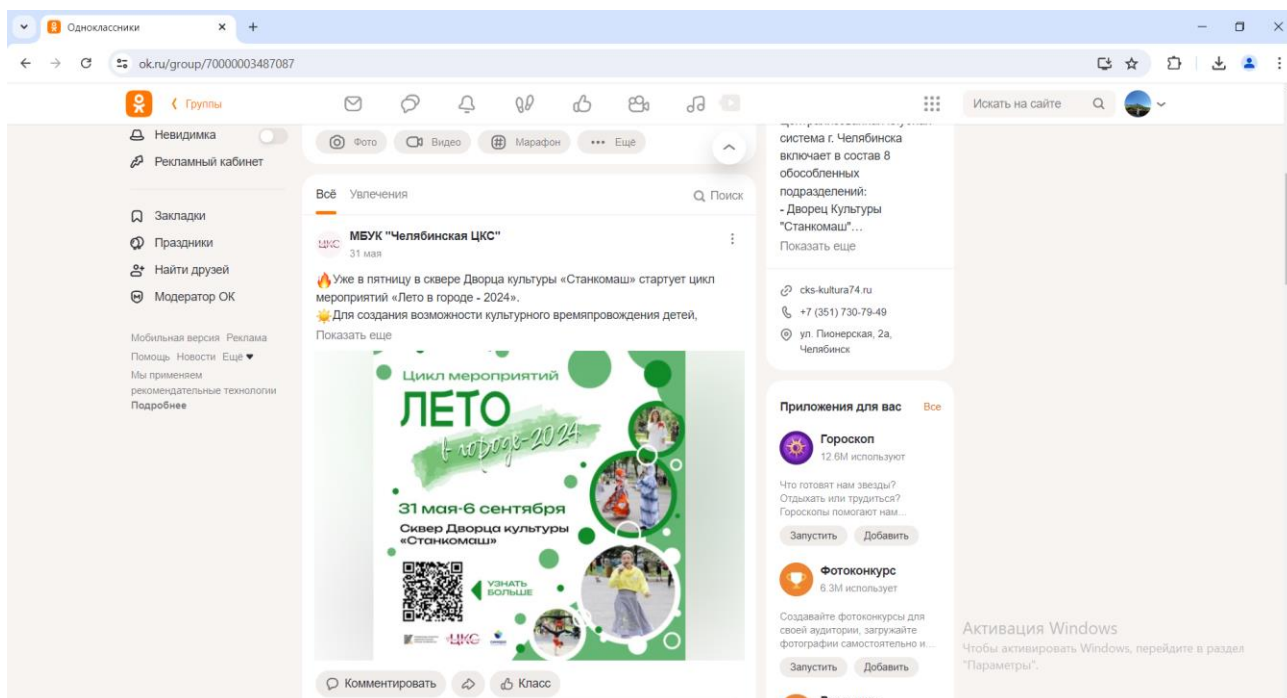 Одноклассники
ok.ru/group/70000003487087
Группы
Искать на сайте
Невидимка
Рекламный кабинет
Закладки
Праздники
Найти друзей
Модератор ОК
Мобильная версия Реклама
Помощь Новости Ещё
Мы применяем
рекомендательные технологии
Подробнее
Фото Видео Марафон Ещё
Всё Увлечения Поиск
МБУК "Челябинская ЦКС"
31 мая
Уже в пятницу в сквере Дворца культуры «Станкомаш» стартует цикл
мероприятий «Лето в городе - 2024».
Для создания возможности культурного времяпровождения детей,
Показать еще
Цикл мероприятий
ЛЕТО
в городе-2024
31 мая-6 сентября
Сквер Дворца культуры
«Станкомаш»
УЗНАТЬ
БОЛЬШЕ
ЦКС
Комментировать Класс
система г. Челябинска
включает в состав 8
обособленных
подразделений:
- Дворец Культуры
"Станкомаш"...
Показать еще
cks-kultura74.ru
+7 (351) 730-79-49
ул. Пионерская, 2а,
Челябинск
Приложения для вас Все
Гороскоп
12.6М используют
Что готовят нам звезды?
Отдыхать или трудиться?
Гороскопы помогают нам...
Запустить Добавить
Фотоконкурс
6.3М использует
Создавайте фотоконкурсы для
своей аудитории, загружайте
фотографии самостоятельно и...
Запустить Добавить
Активация Windows
Чтобы активировать Windows, перейдите в раздел
"Параметры".